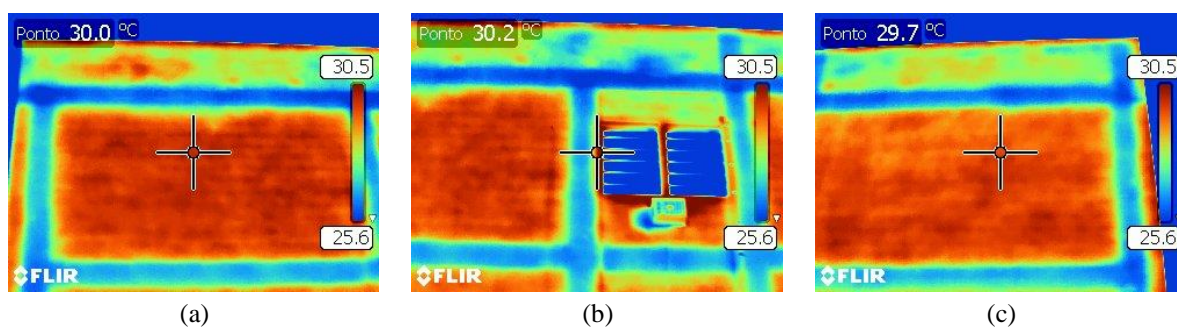 Ponto 30.0 °C
30.5
25.6
FLIR
(a)
Ponto 30.2 °C
30.5
25.6
FLIR
(b)
Ponto 29.7 °C
30.5
25.6
FLIR
(c)